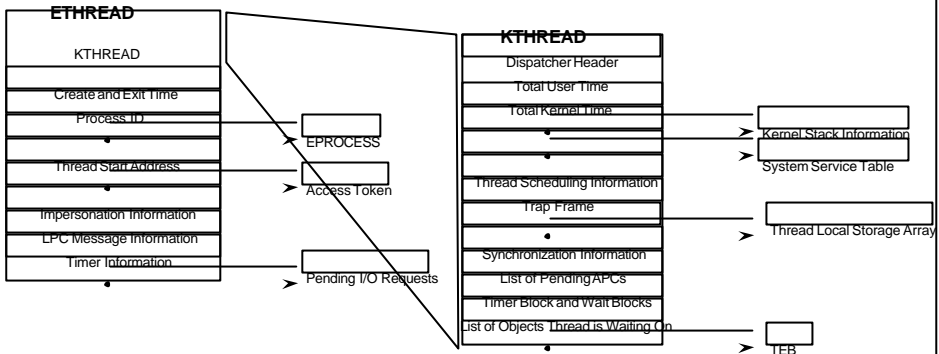 ETHREAD
KTHREAD
Create and Exit Time
Process ID
EPROCESS
Thread Start Address
Access Token
Impersonation Information
LPC Message Information
Timer Information
Pending I/O Requests
KTHREAD
Dispatcher Header
Total User Time
Total Kernel Time
Kernel Stack Information
System Service Table
Thread Scheduling Information
Trap Frame
Thread Local Storage Array
Synchronization Information
List of Pending APCs
Timer Block and Wait Blocks
List of Objects Thread is Waiting On
TEB